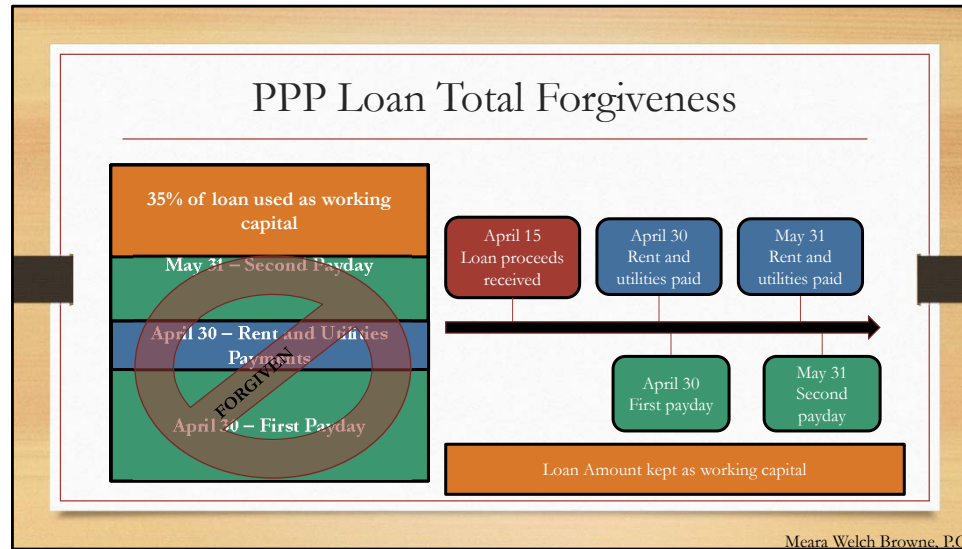 PPP Loan Total Forgiveness
35% of loan used as working
capital
May 31 – Second Payday
April 30 – Rent and Utilities
Payments
April 30 – First Payday
FORGIVEN
April 15
Loan proceeds
received
April 30
Rent and
utilities paid
May 31
Rent and
utilities paid
April 30
First payday
May 31
Second
payday
Loan Amount kept as working capital
Meara Welch Browne, P.C